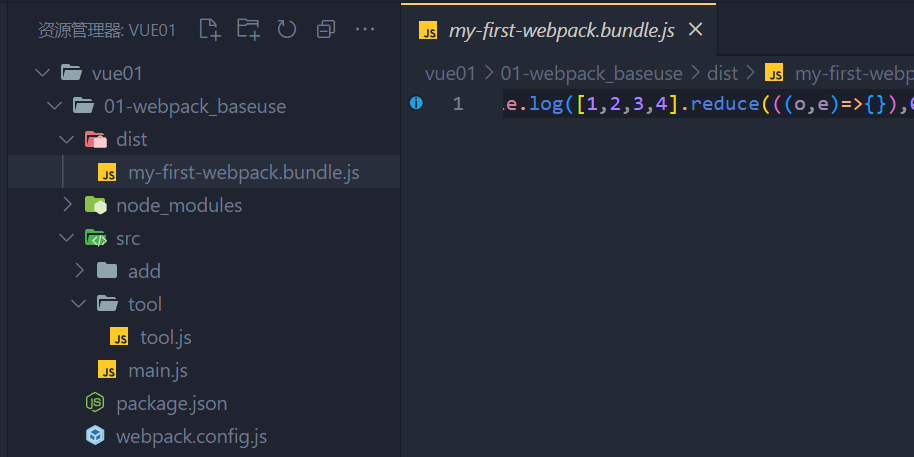 资源管理器: VUE01
vue01
01-webpack_baseuse
dist
my-first-webpack.bundle.js
node_modules
src
add
tool
tool.js
main.js
package.json
webpack.config.js
my-first-webpack.bundle.js
vue01 > 01-webpack_baseuse > dist > my-first-webp
1 le.log([1,2,3,4].reduce(((o,e)=>{}),0